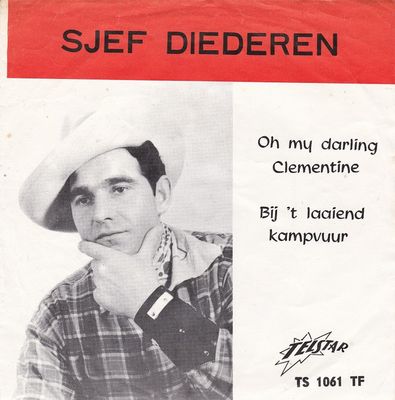 SJEF DIEDEREN
Oh my darling
Clementine
Bij 't laaiend
kampvuur
TELSTAR
TS 1061 TF